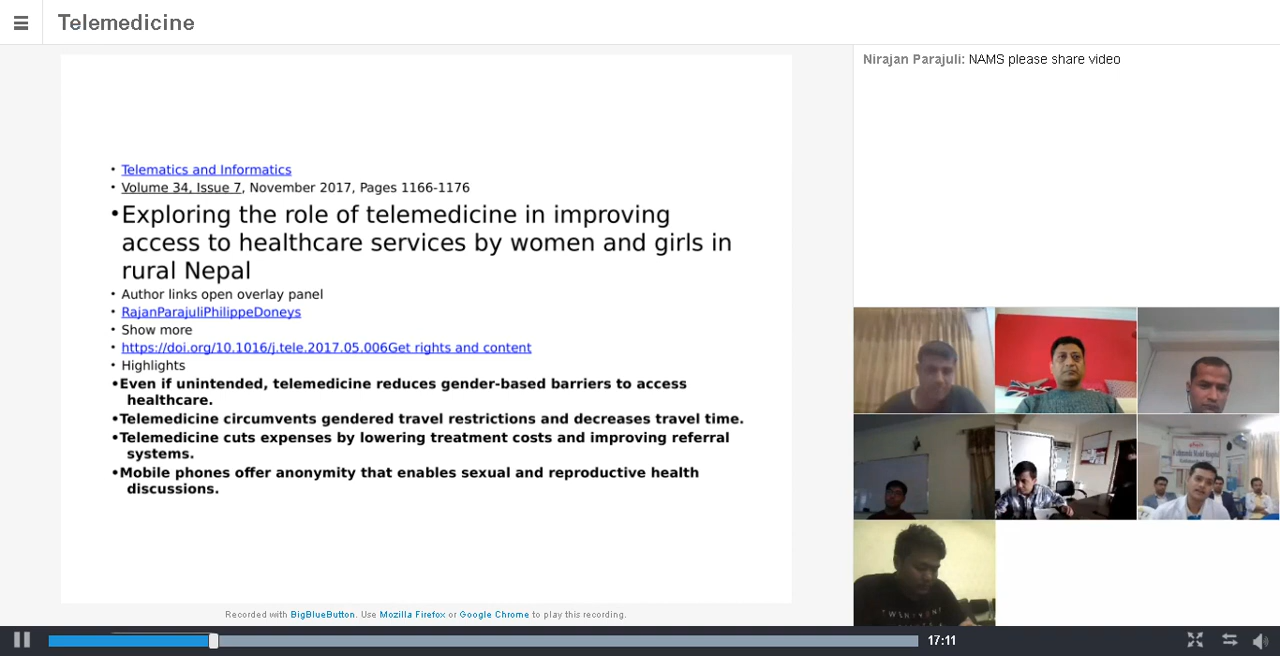 Telemedicine
Nirajan Parajuli: NAMS please share video
• Telematics and Informatics
• Volume 34, Issue 7, November 2017, Pages 1166-1176
•Exploring the role of telemedicine in improving
access to healthcare services by women and girls in
rural Nepal
• Author links open overlay panel
• RajanParajuliPhilippeDoneys
• Show more
• https://doi.org/10.1016/j.tele.2017.05.006Get rights and content
• Highlights
•Even if unintended, telemedicine reduces gender-based barriers to access
healthcare.
•Telemedicine circumvents gendered travel restrictions and decreases travel time.
•Telemedicine cuts expenses by lowering treatment costs and improving referral
systems.
•Mobile phones offer anonymity that enables sexual and reproductive health
discussions.
Model Hospital
Recorded with BigBlueButton. Use Mozilla Firefox or Google Chrome to play this recording.
17:11